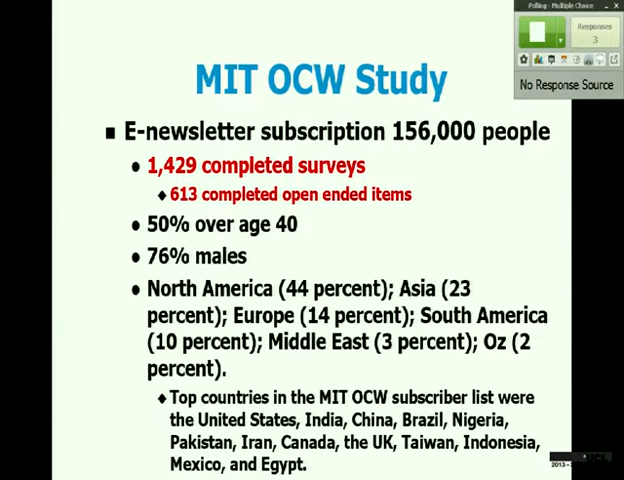 Polling - Multiple Choice
Responses
3
No Response Source
MIT OCW Study
E-newsletter subscription 156,000 people
1,429 completed surveys
613 completed open ended items
50% over age 40
76% males
North America (44 percent); Asia (23
percent); Europe (14 percent); South America
(10 percent); Middle East (3 percent); Oz (2
percent).
Top countries in the MIT OCW subscriber list were
the United States, India, China, Brazil, Nigeria,
Pakistan, Iran, Canada, the UK, Taiwan, Indonesia,
Mexico, and Egypt.